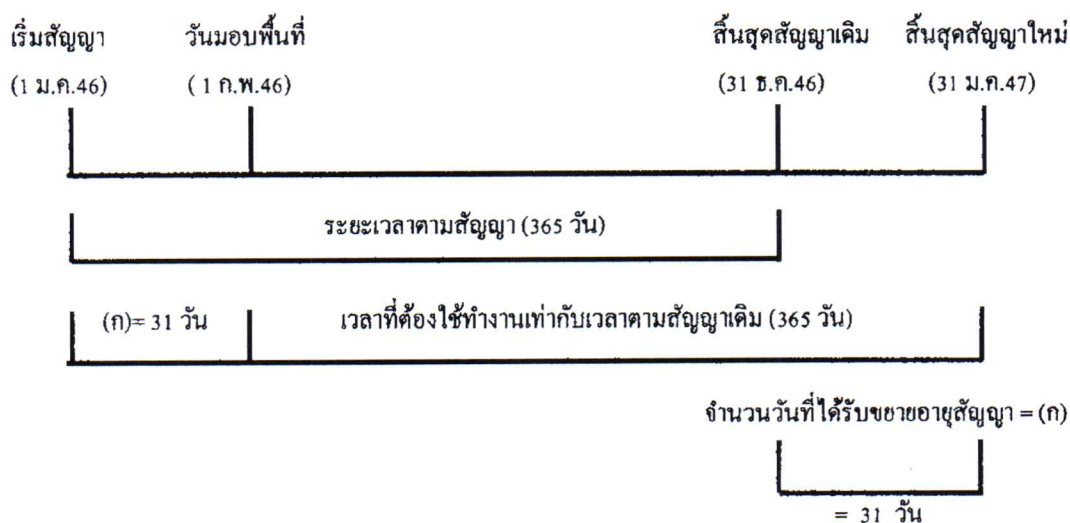 เริ่มสัญญา วันมอบพื้นที่ สิ้นสุดสัญญาเดิม สิ้นสุดสัญญาใหม่
(1 ม.ค.46) ( 1 ก.พ.46) (31 ธ.ค.46) (31 ม.ค.47)
ระยะเวลาตามสัญญา (365 วัน)
(ก)= 31 วัน เวลาที่ต้องใช้ทำงานเท่ากับเวลาตามสัญญาเดิม (365 วัน)
จำนวนวันที่ได้รับขยายอายุสัญญา = (ก)
= 31 วัน